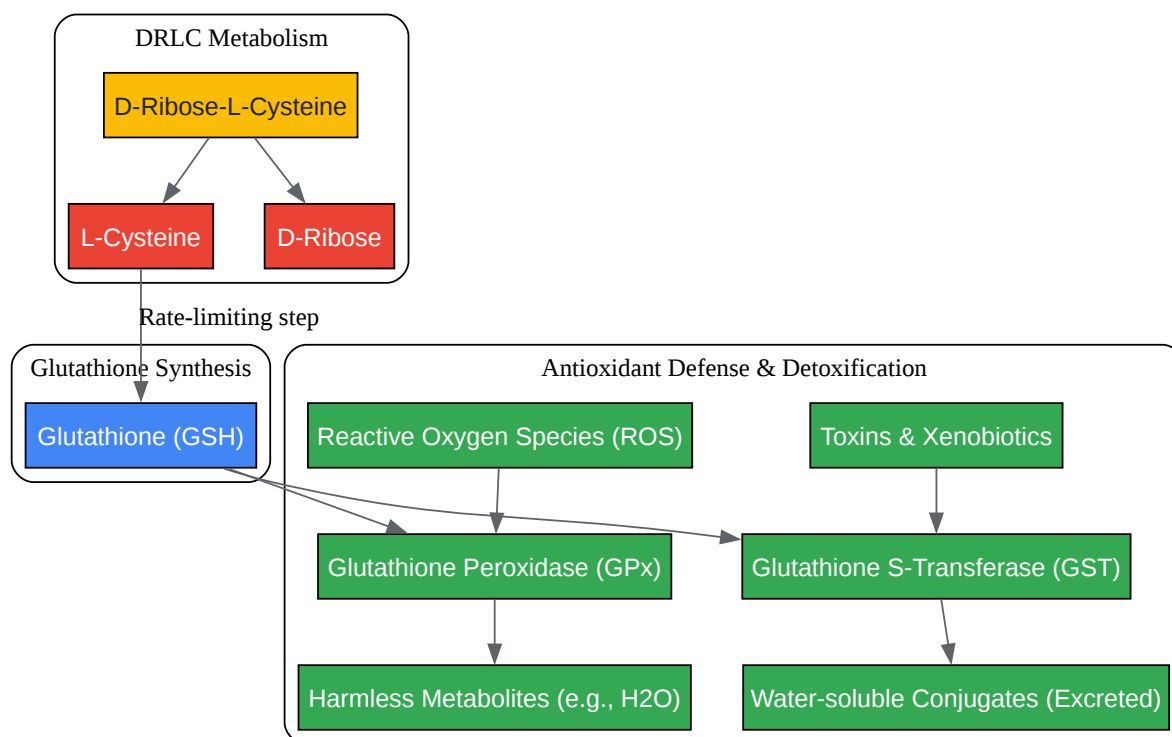 DRLC Metabolism
D-Ribose-L-Cysteine
L-Cysteine
D-Ribose
Rate-limiting step
Glutathione Synthesis
Antioxidant Defense & Detoxification
Glutathione (GSH)
Reactive Oxygen Species (ROS)
Toxins & Xenobiotics
Glutathione Peroxidase (GPx)
Glutathione S-Transferase (GST)
Harmless Metabolites (e.g., H2O)
Water-soluble Conjugates (Excreted)